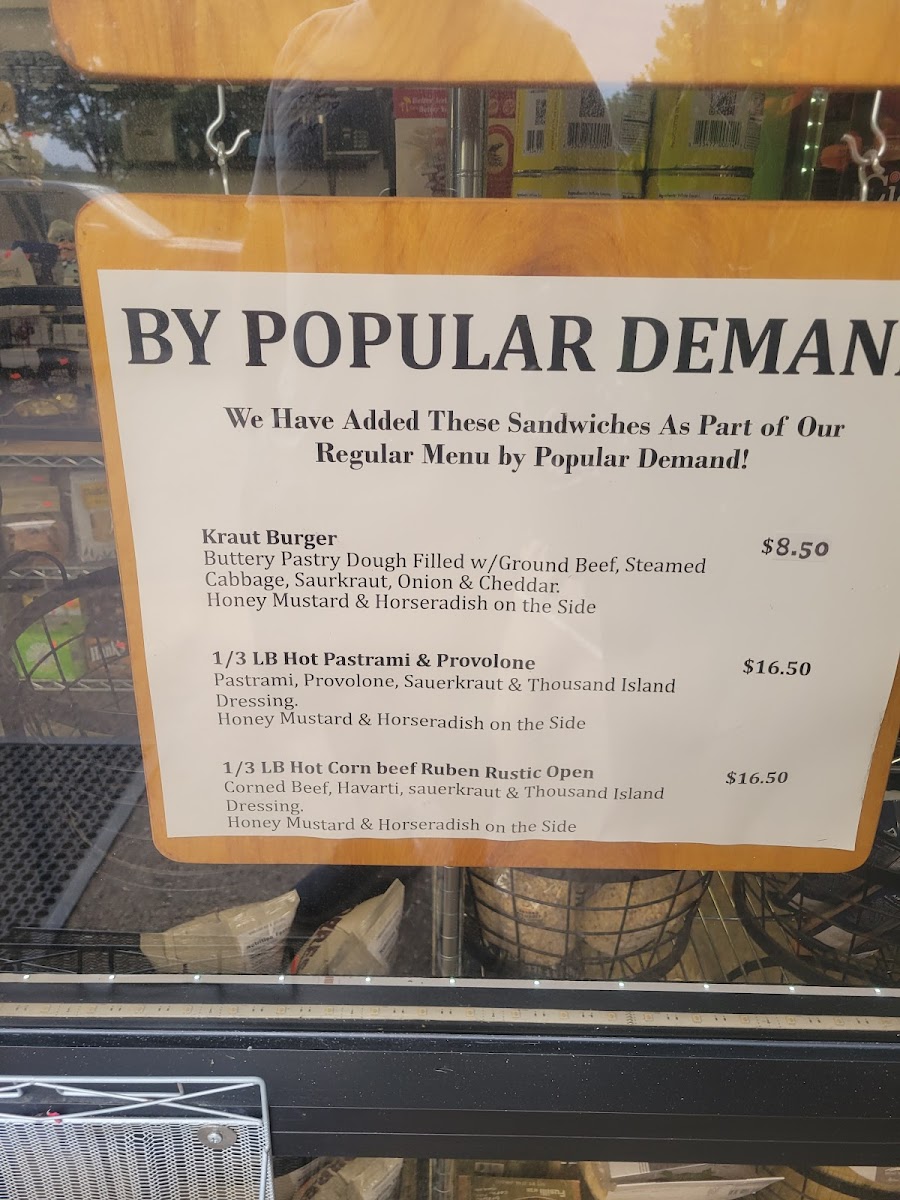 BY POPULAR DEMAN
We Have Added These Sandwiches As Part of Our
Regular Menu by Popular Demand!
Kraut Burger $8.50
Buttery Pastry Dough Filled w/Ground Beef, Steamed
Cabbage, Saurkraut, Onion & Cheddar.
Honey Mustard & Horseradish on the Side
1/3 LB Hot Pastrami & Provolone $16.50
Pastrami, Provolone, Sauerkraut & Thousand Island
Dressing.
Honey Mustard & Horseradish on the Side
1/3 LB Hot Corn beef Ruben Rustic Open $16.50
Corned Beef, Havarti, sauerkraut & Thousand Island
Dressing.
Honey Mustard & Horseradish on the Side